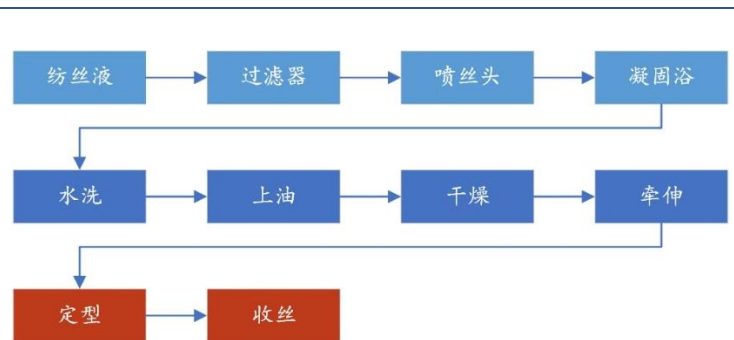 纺丝液 过滤器 喷丝头 凝固浴
水洗 上油 干燥 牵伸
定型 收丝